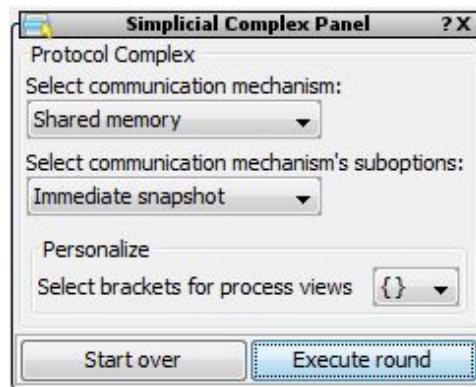 Simplicial Complex Panel ? X
Protocol Complex
Select communication mechanism:
Shared memory
Select communication mechanism's suboptions:
Immediate snapshot
Personalize
Select brackets for process views {}
Start over Execute round